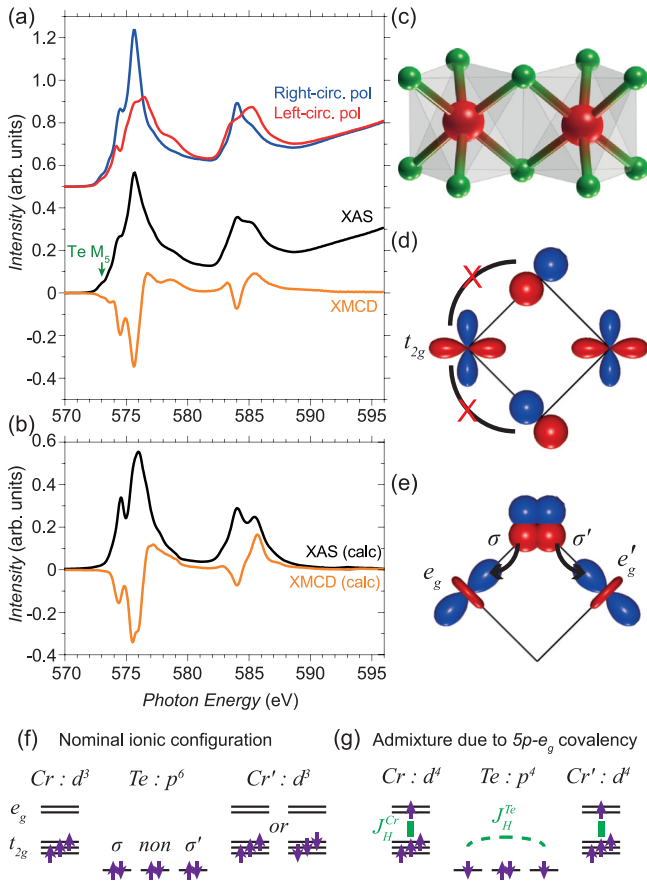 (a)
1.2
1.0
0.8
0.6
0.4
0.2
0
-0.2
-0.4
Intensity (arb. units)
Right-circ. pol
Left-circ. pol
XAS
Te M5
XMCD
570 575 580 585 590 595
(b)
0.6
0.4
0.2
0
0.2
0.4
Intensity (arb. units)
XAS (calc)
XMCD (calc)
570 575 580 585 590 595
Photon Energy (eV)
(c)
(d)
X
t2g
X
(e)
σ σ′
eg e′g
(f) Nominal ionic configuration
Cr : d³ Te : p⁶ Cr′ : d³
eg
or
t2g σ non σ′
(g) Admixture due to 5p-eg covalency
Cr : d⁴ Te : p⁴ Cr′ : d⁴
J_H^Cr J_H^Te